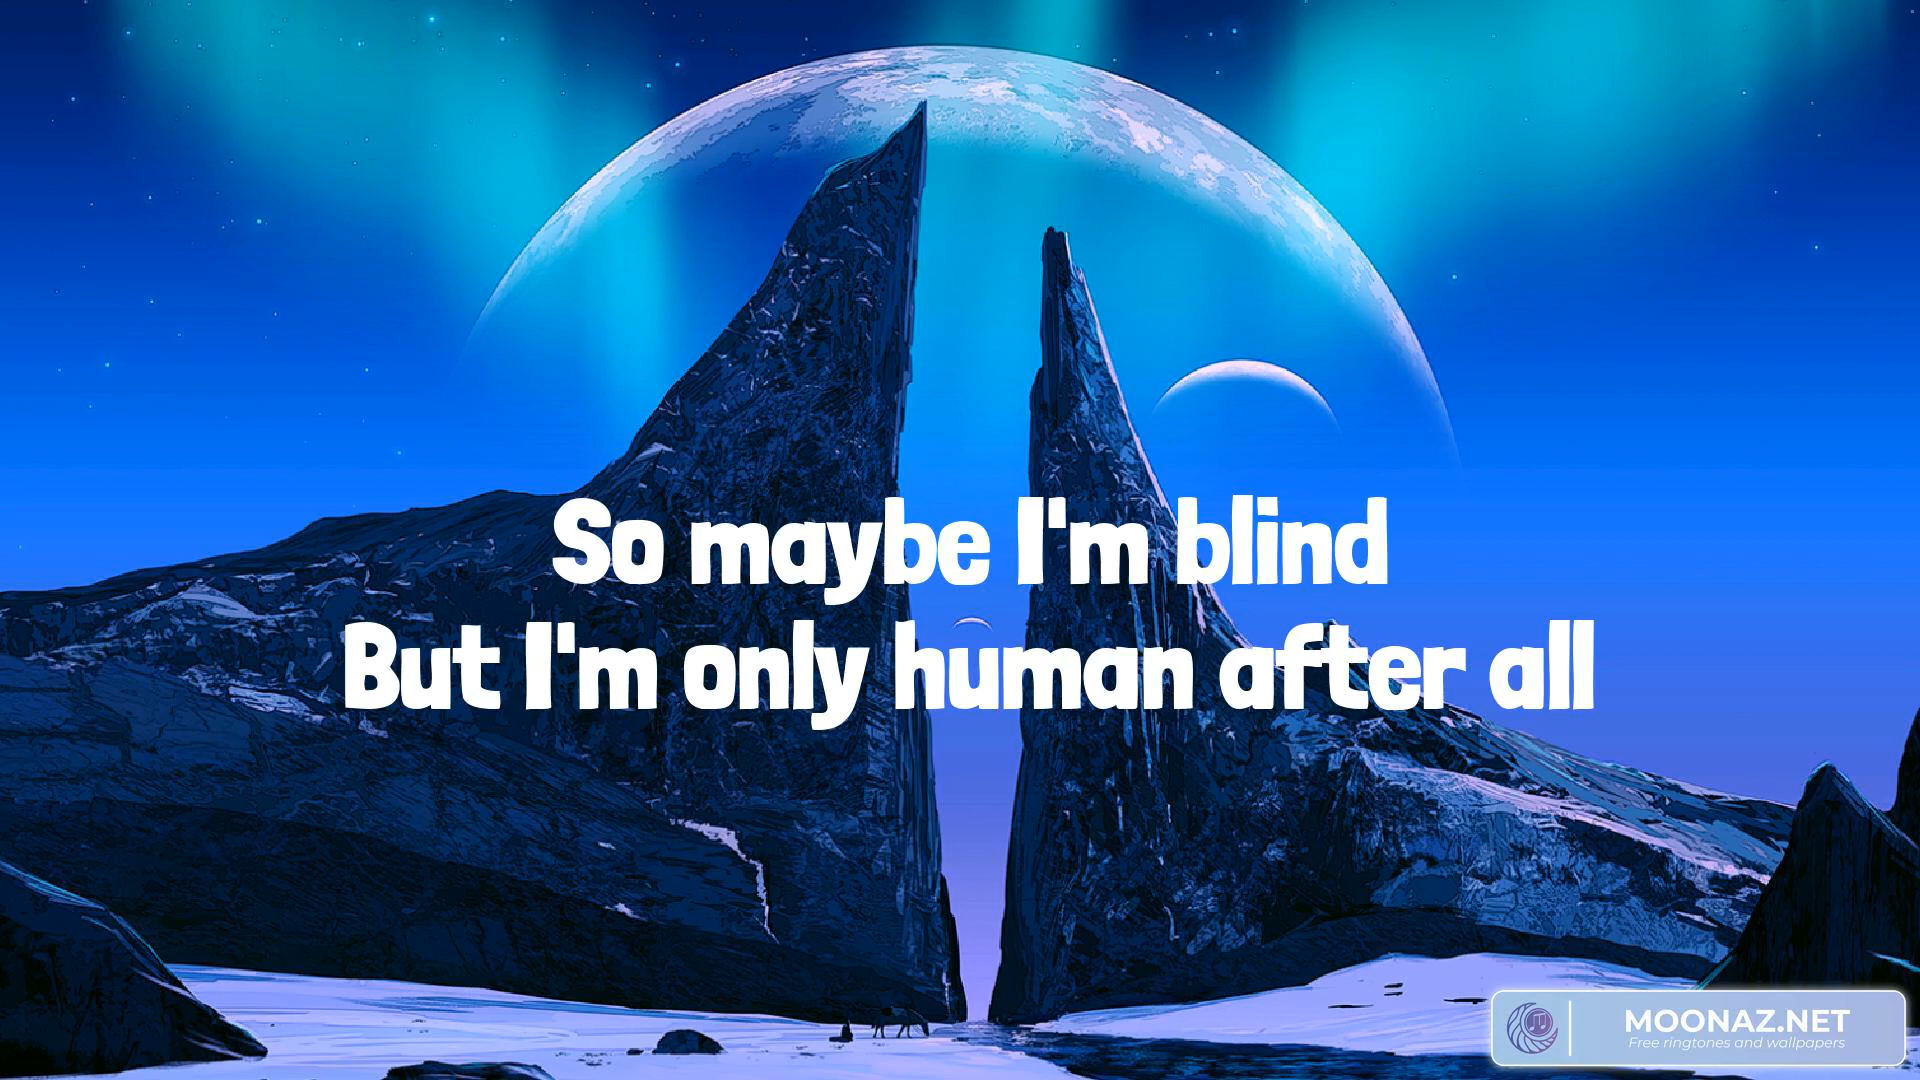 So maybe I'm blind
But I'm only human after all
MOONAZ.NET
Free ringtones and wallpapers